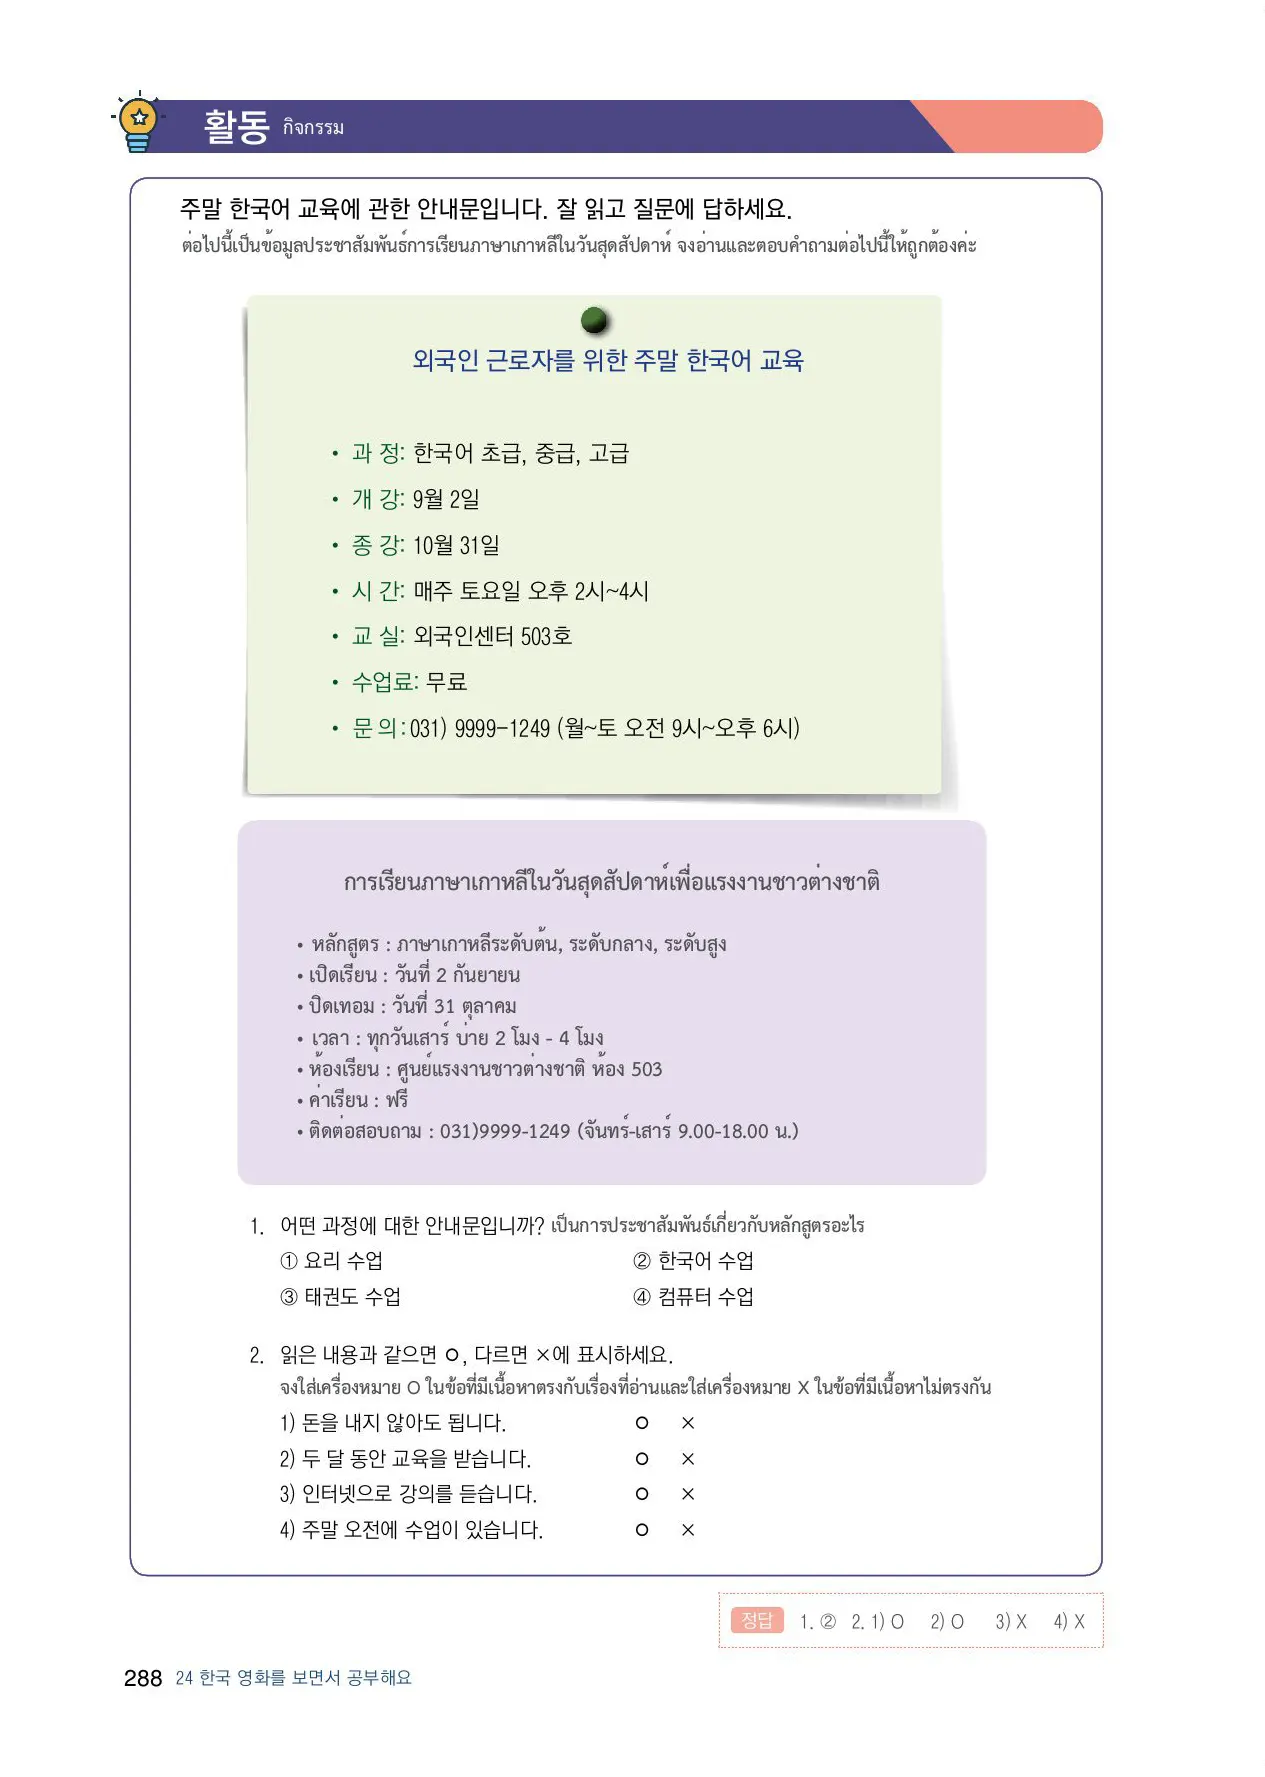 활동 กิจกรรม
주말 한국어 교육에 관한 안내문입니다. 잘 읽고 질문에 답하세요.
ต่อไปนี้เป็นข้อมูลประชาสัมพันธ์การเรียนภาษาเกาหลีในวันสุดสัปดาห์ จงอ่านและตอบคำถามต่อไปนี้ให้ถูกต้องค่ะ
외국인 근로자를 위한 주말 한국어 교육
• 과 정: 한국어 초급, 중급, 고급
• 개 강: 9월 2일
• 종 강: 10월 31일
• 시 간: 매주 토요일 오후 2시~4시
• 교 실: 외국인센터 503호
• 수업료: 무료
• 문 의: 031) 9999-1249 (월~토 오전 9시~오후 6시)
การเรียนภาษาเกาหลีในวันสุดสัปดาห์เพื่อแรงงานชาวต่างชาติ
• หลักสูตร : ภาษาเกาหลีระดับต้น, ระดับกลาง, ระดับสูง
• เปิดเรียน : วันที่ 2 กันยายน
• ปิดเทอม : วันที่ 31 ตุลาคม
• เวลา : ทุกวันเสาร์ บ่าย 2 โมง - 4 โมง
• ห้องเรียน : ศูนย์แรงงานชาวต่างชาติ ห้อง 503
• ค่าเรียน : ฟรี
• ติดต่อสอบถาม : 031)9999-1249 (จันทร์-เสาร์ 9.00-18.00 น.)
1. 어떤 과정에 대한 안내문입니까? เป็นการประชาสัมพันธ์เกี่ยวกับหลักสูตรอะไร
① 요리 수업 ② 한국어 수업
③ 태권도 수업 ④ 컴퓨터 수업
2. 읽은 내용과 같으면 ㅇ, 다르면 ×에 표시하세요.
จงใส่เครื่องหมาย O ในข้อที่มีเนื้อหาตรงกับเรื่องที่อ่านและใส่เครื่องหมาย X ในข้อที่มีเนื้อหาไม่ตรงกัน
1) 돈을 내지 않아도 됩니다. ㅇ ×
2) 두 달 동안 교육을 받습니다. ㅇ ×
3) 인터넷으로 강의를 듣습니다. ㅇ ×
4) 주말 오전에 수업이 있습니다. ㅇ ×
정답 1. ② 2. 1) O 2) O 3) X 4) X
288 24 한국 영화를 보면서 공부해요